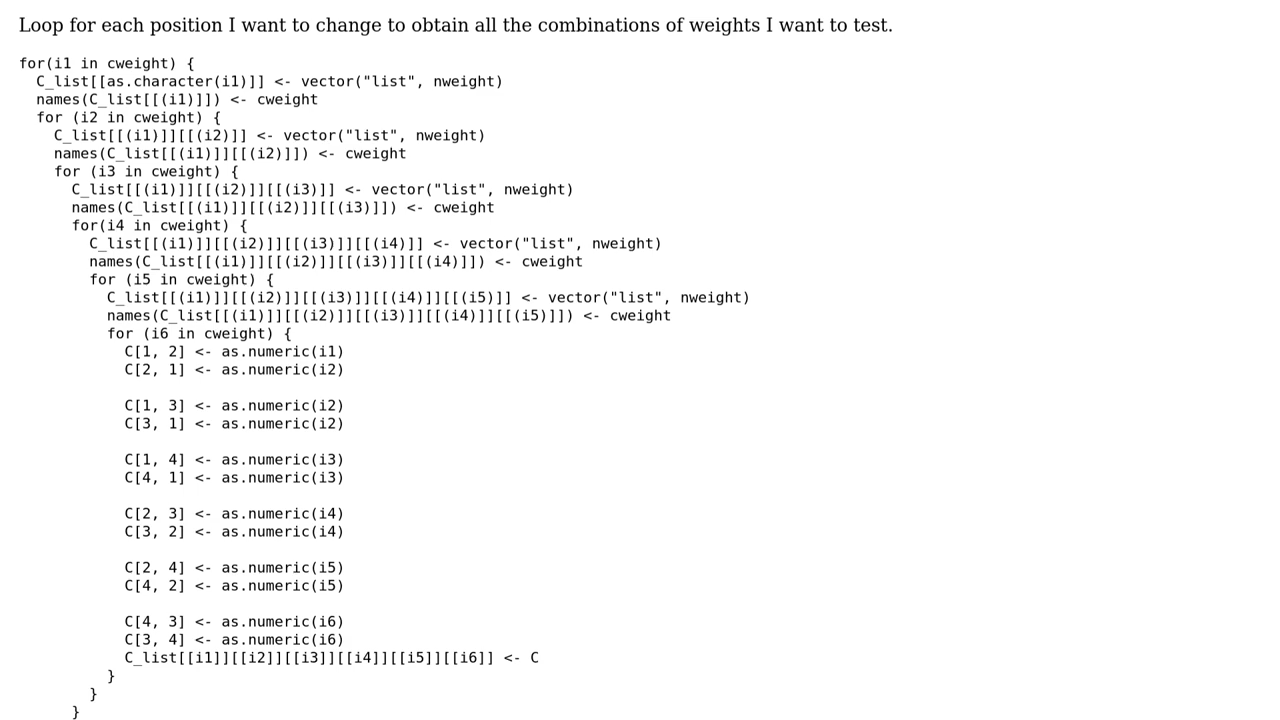 Loop for each position I want to change to obtain all the combinations of weights I want to test.
for(i1 in cweight) {
  C_list[[as.character(i1)]] <- vector("list", nweight)
  names(C_list[[(i1)]]) <- cweight
  for (i2 in cweight) {
    C_list[[(i1)]][[(i2)]] <- vector("list", nweight)
    names(C_list[[(i1)]][[(i2)]]) <- cweight
    for (i3 in cweight) {
      C_list[[(i1)]][[(i2)]][[(i3)]] <- vector("list", nweight)
      names(C_list[[(i1)]][[(i2)]][[(i3)]]) <- cweight
      for(i4 in cweight) {
        C_list[[(i1)]][[(i2)]][[(i3)]][[(i4)]] <- vector("list", nweight)
        names(C_list[[(i1)]][[(i2)]][[(i3)]][[(i4)]]) <- cweight
        for (i5 in cweight) {
          C_list[[(i1)]][[(i2)]][[(i3)]][[(i4)]][[(i5)]] <- vector("list", nweight)
          names(C_list[[(i1)]][[(i2)]][[(i3)]][[(i4)]][[(i5)]]) <- cweight
          for (i6 in cweight) {
            C[1, 2] <- as.numeric(i1)
            C[2, 1] <- as.numeric(i2)

            C[1, 3] <- as.numeric(i2)
            C[3, 1] <- as.numeric(i2)

            C[1, 4] <- as.numeric(i3)
            C[4, 1] <- as.numeric(i3)

            C[2, 3] <- as.numeric(i4)
            C[3, 2] <- as.numeric(i4)

            C[2, 4] <- as.numeric(i5)
            C[4, 2] <- as.numeric(i5)

            C[4, 3] <- as.numeric(i6)
            C[3, 4] <- as.numeric(i6)
            C_list[[i1]][[i2]][[i3]][[i4]][[i5]][[i6]] <- C
          }
        }
      }